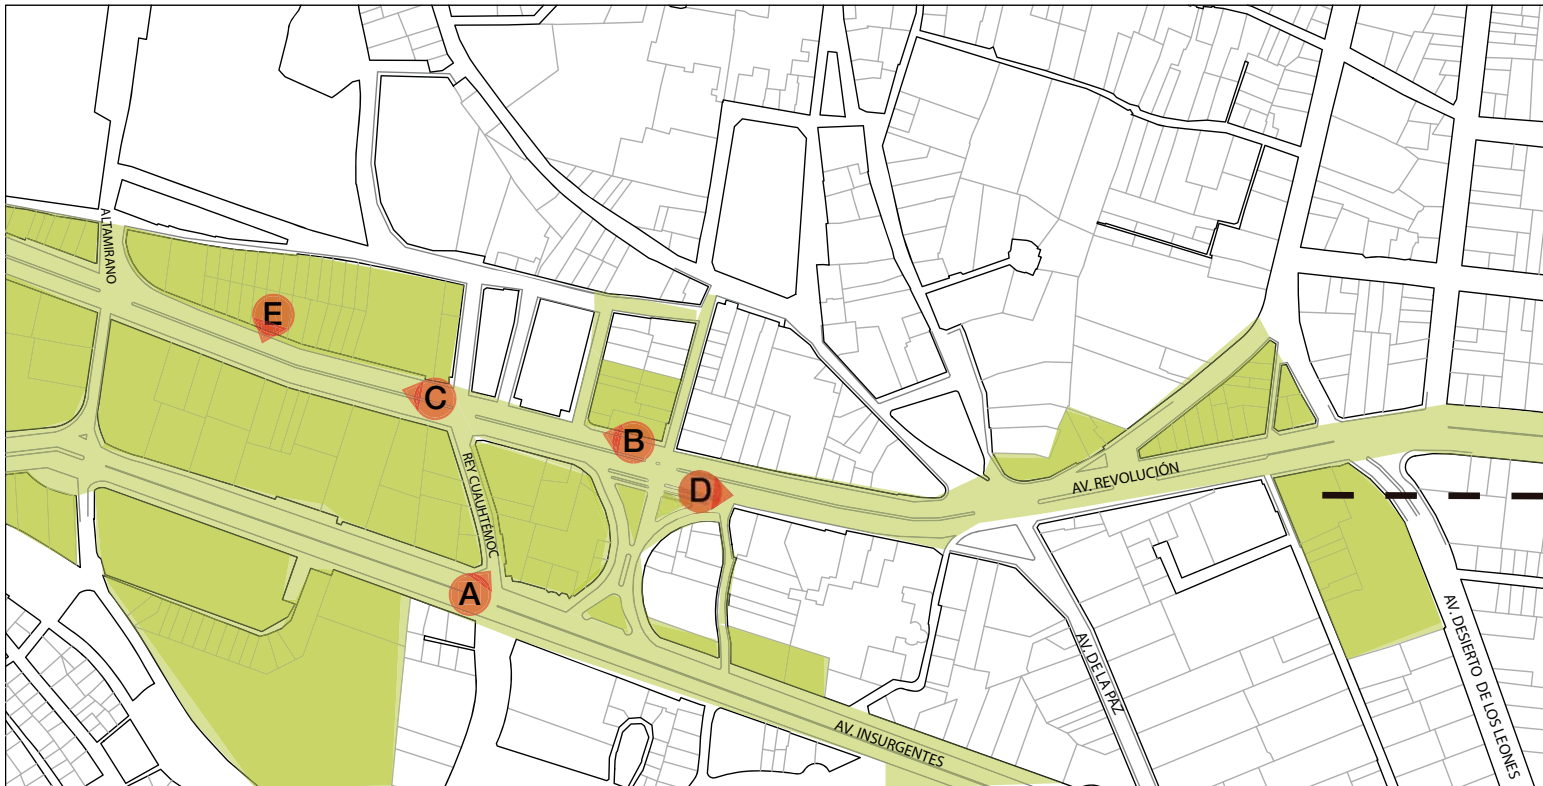 ALTAMIRANO
E
C
B
D
A
REY CUAUHTÉMOC
AV. REVOLUCIÓN
AV. DE LA PAZ
AV. DESIERTO DE LOS LEONES
AV. INSURGENTES